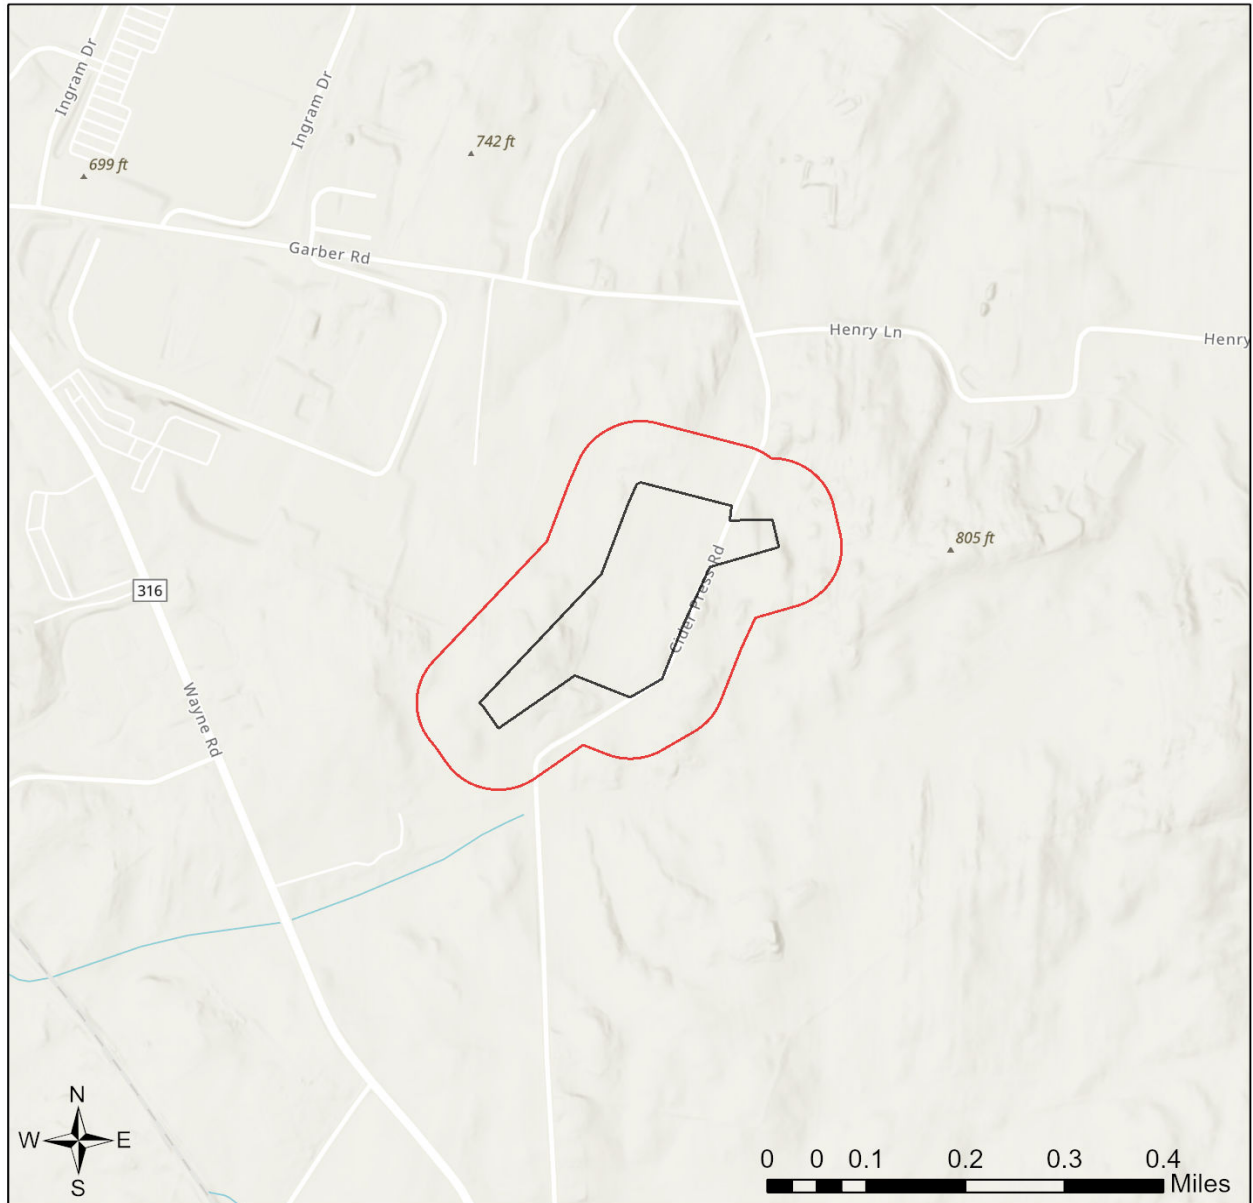 Ingram Dr
Ingram Dr
742 ft
699 ft
Garber Rd
Henry Ln
Henry
805 ft
Cider Press Rd
316
Wayne Rd
N
W E
S
0 0 0.1 0.2 0.3 0.4
Miles